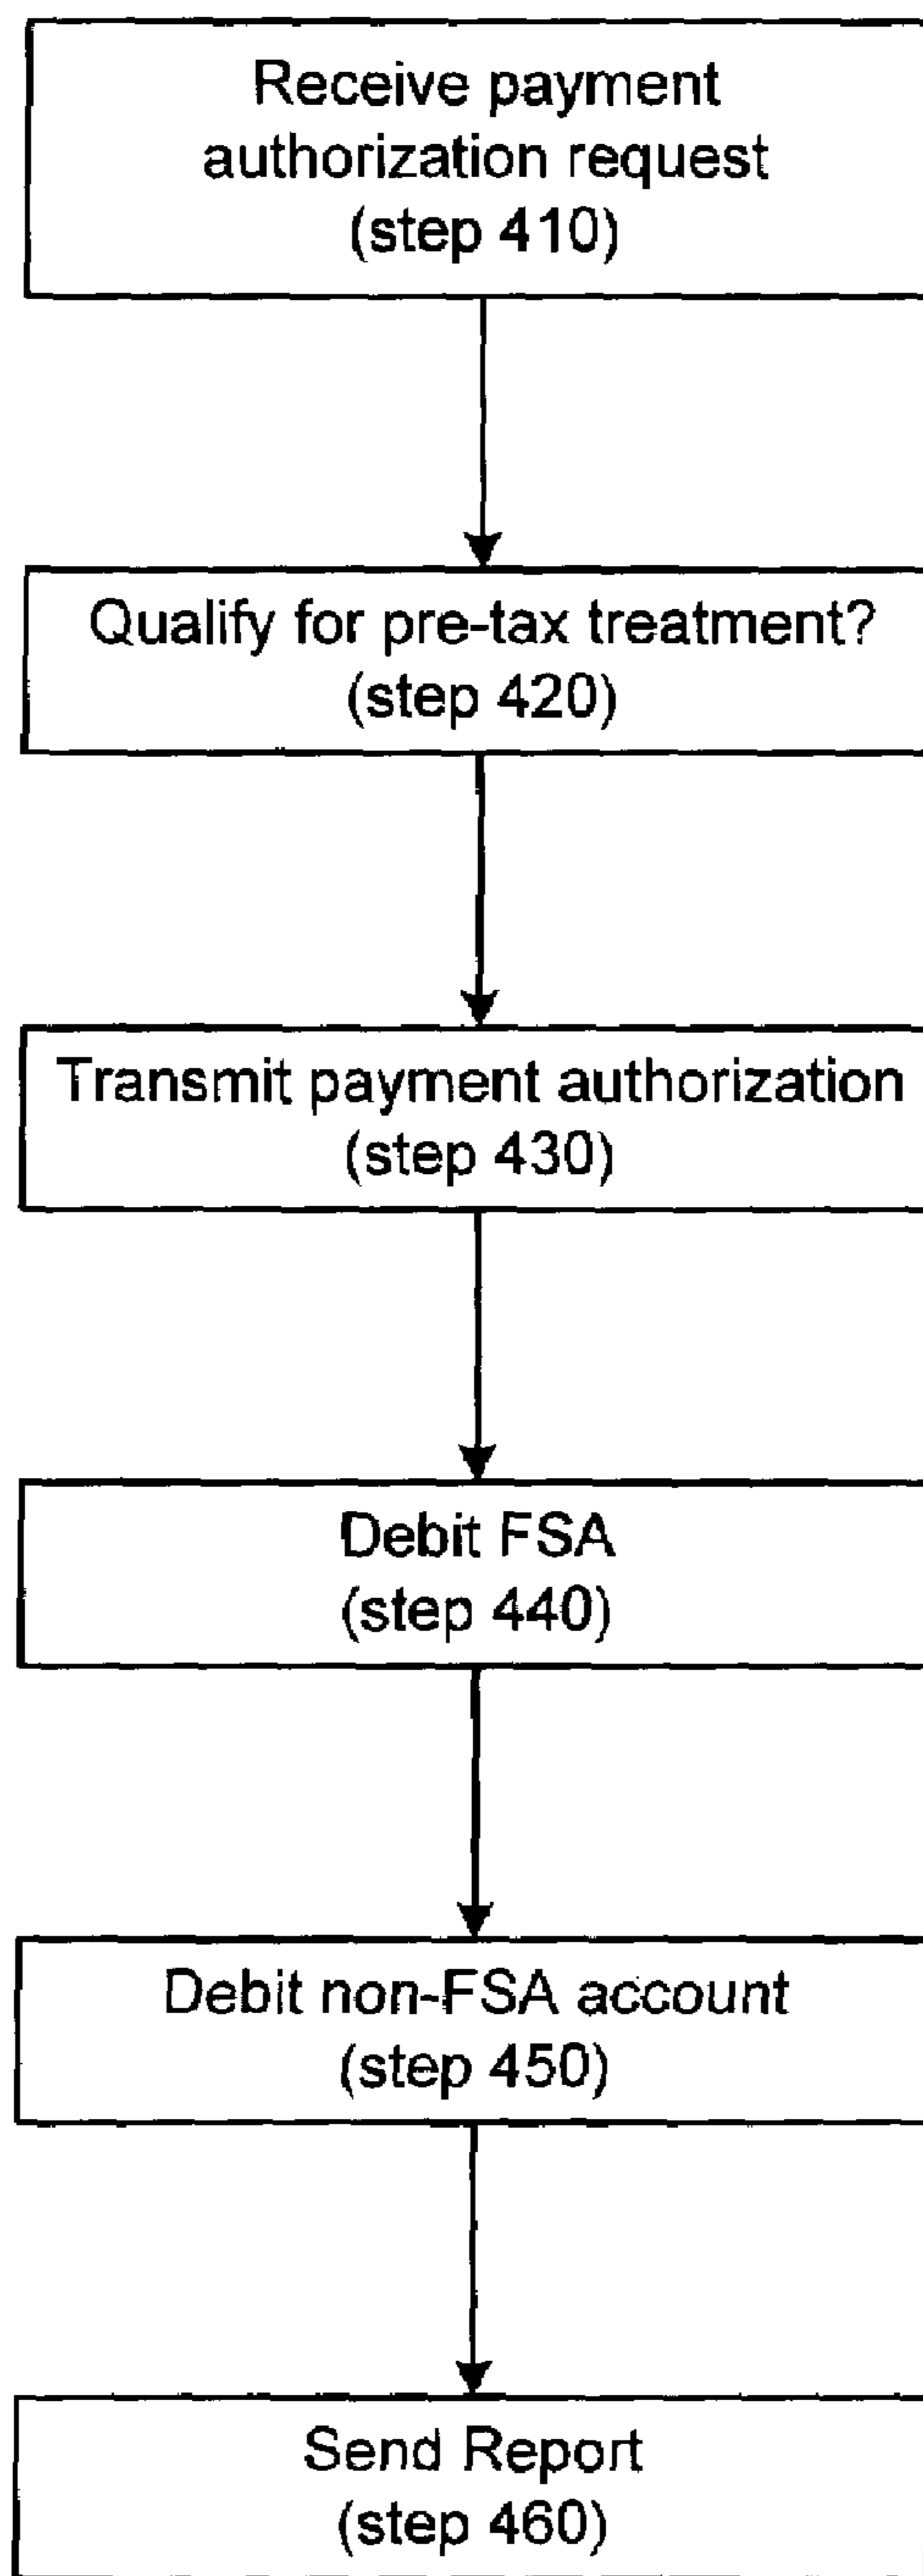 Receive payment
authorization request
(step 410)
Qualify for pre-tax treatment?
(step 420)
Transmit payment authorization
(step 430)
Debit FSA
(step 440)
Debit non-FSA account
(step 450)
Send Report
(step 460)